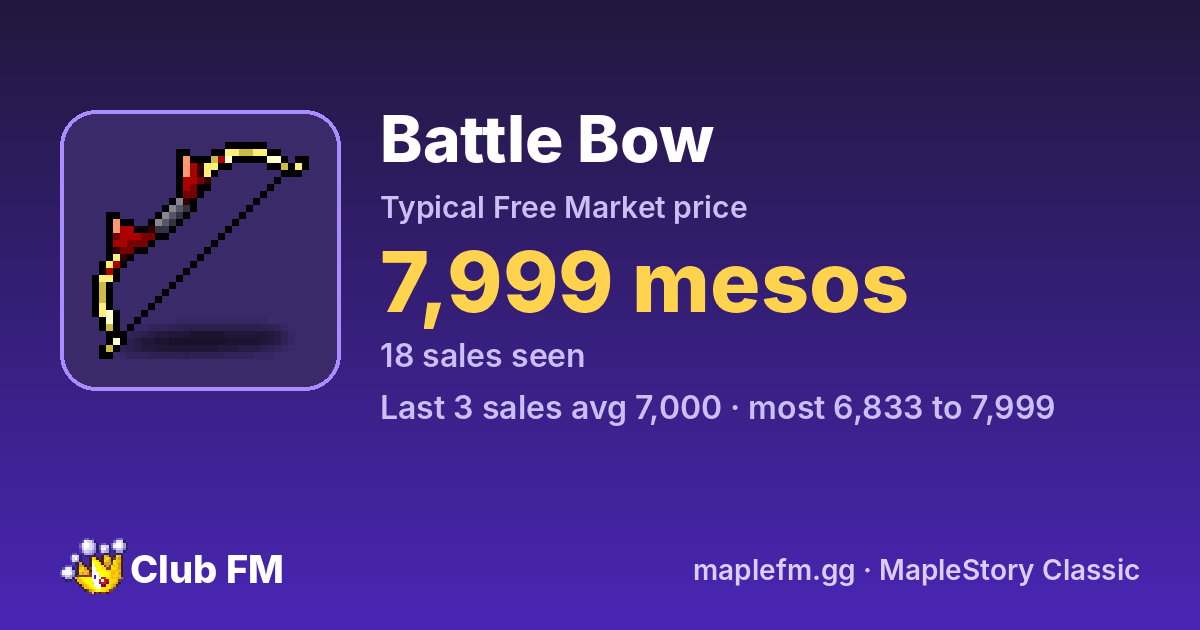 Battle Bow
Typical Free Market price
7,999 mesos
18 sales seen
Last 3 sales avg 7,000 · most 6,833 to 7,999
Club FM
maplefm.gg · MapleStory Classic